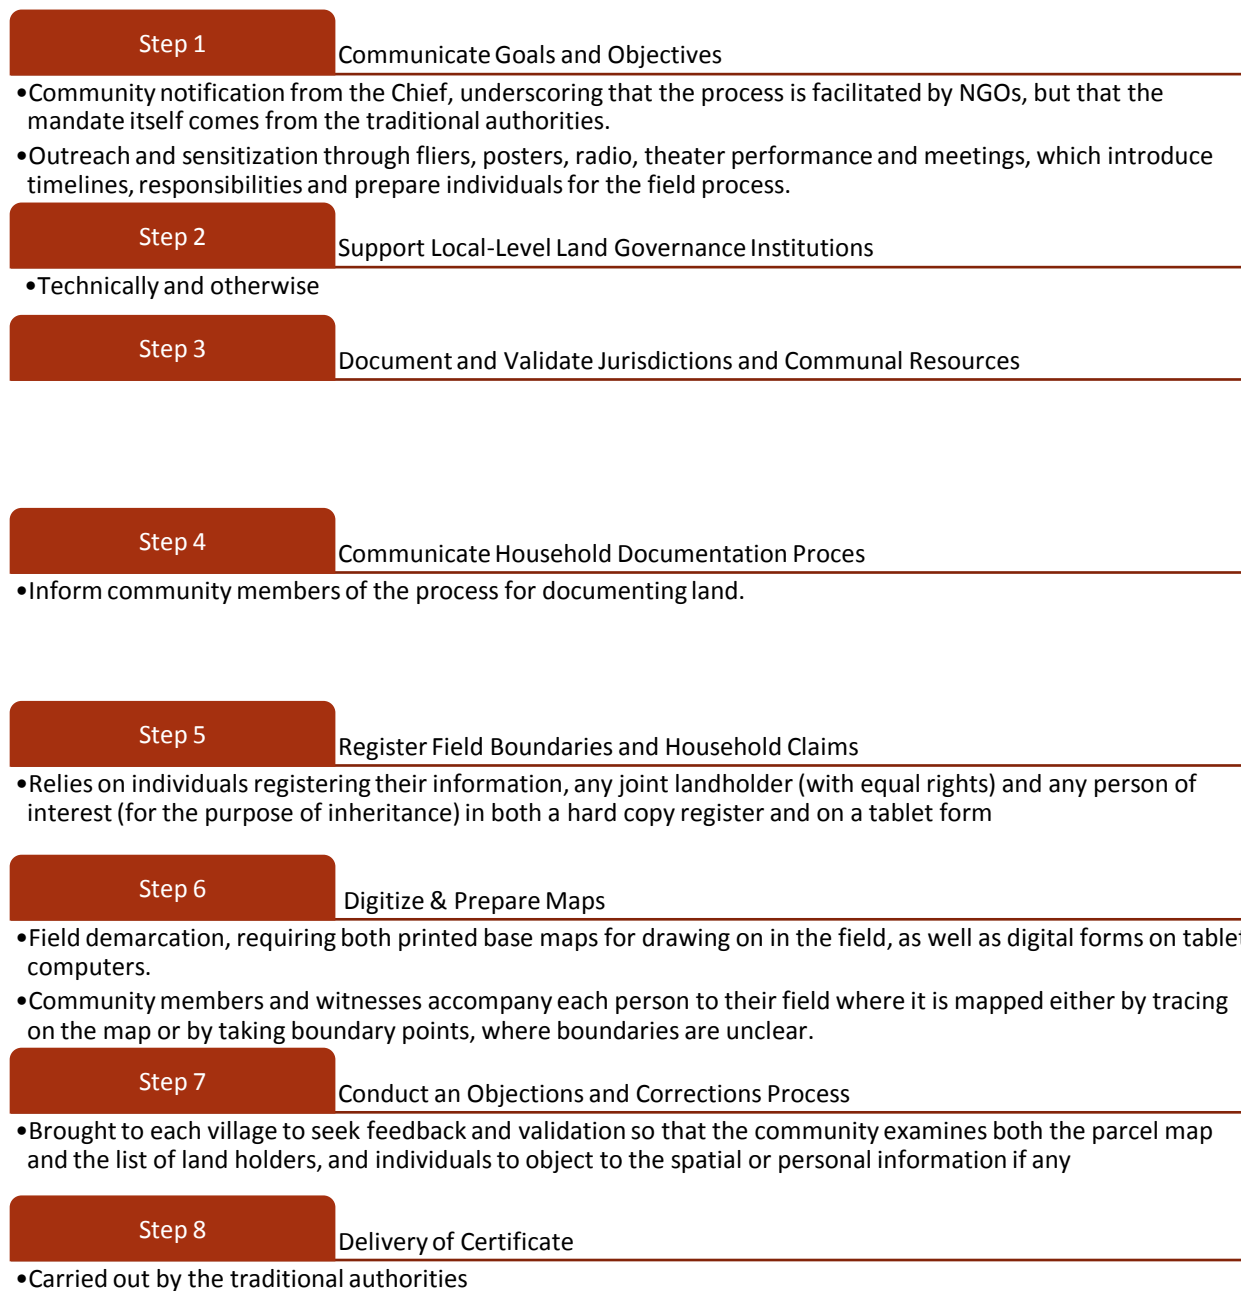 Step 1
Communicate Goals and Objectives
•Community notification from the Chief, underscoring that the process is facilitated by NGOs, but that the
mandate itself comes from the traditional authorities.
•Outreach and sensitization through fliers, posters, radio, theater performance and meetings, which introduce
timelines, responsibilities and prepare individuals for the field process.
Step 2
Support Local-Level Land Governance Institutions
•Technically and otherwise
Step 3
Document and Validate Jurisdictions and Communal Resources
Step 4
Communicate Household Documentation Proces
•Inform community members of the process for documenting land.
Step 5
Register Field Boundaries and Household Claims
•Relies on individuals registering their information, any joint landholder (with equal rights) and any person of
interest (for the purpose of inheritance) in both a hard copy register and on a tablet form
Step 6
Digitize & Prepare Maps
•Field demarcation, requiring both printed base maps for drawing on in the field, as well as digital forms on tablet
computers.
•Community members and witnesses accompany each person to their field where it is mapped either by tracing
on the map or by taking boundary points, where boundaries are unclear.
Step 7
Conduct an Objections and Corrections Process
•Brought to each village to seek feedback and validation so that the community examines both the parcel map
and the list of land holders, and individuals to object to the spatial or personal information if any
Step 8
Delivery of Certificate
•Carried out by the traditional authorities